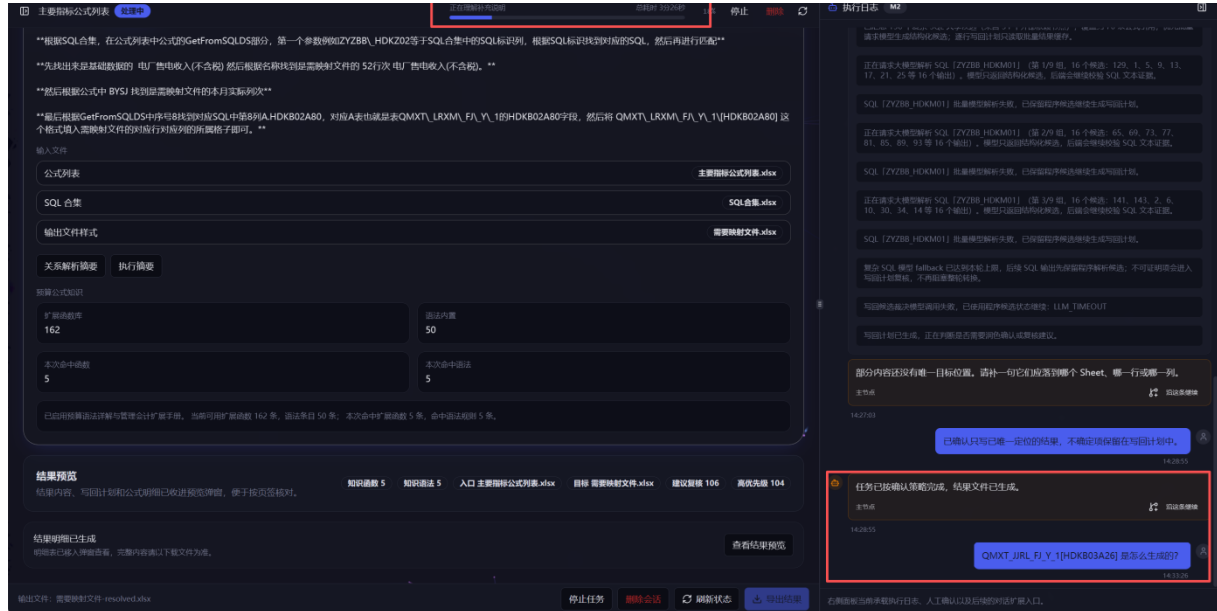 主要指标公式列表 处理中
正在理解补充说明 总耗时 3分26秒
停止 删除
**根据SQL合集，在公式列表中公式的GetFromSQLDS部分，第一个参数例如ZYZBB\_HDKZ02等于SQL合集中的SQL标识列，根据SQL标识找到对应的SQL，然后再进行匹配**
**先找出来是基础数据的 电厂售电收入(不含税) 然后根据名称找到是需映射文件的 52行次 电厂售电收入(不含税)。**
**然后根据公式中 BYSJ 找到是需映射文件的本月实际列次**
**最后根据GetFromSQLDS中序号8找到对应SQL中第8列A.HDKB02A80，对应A表也就是表QMXT\_LRXM\_FJ\_Y\_1的HDKB02A80字段，然后将 QMXT\_LRXM\_FJ\_Y\_1\[HDKB02A80] 这
个格式填入需映射文件的对应行对应列的所属格子即可。**
输入文件
公式列表 主要指标公式列表.xlsx
SQL 合集 SQL合集.xlsx
输出文件样式 需要映射文件.xlsx
关系解析摘要 执行摘要
预算公式知识
扩展函数库
162
语法内置
50
本次命中函数
5
本次命中语法
5
已启用预算语法详解与管理会计扩展手册，当前可用扩展函数 162 条，语法条目 50 条；本次命中扩展函数 5 条，命中语法规则 5 条。
结果预览
结果内容、写回计划和公式明细已收进预览弹窗，便于按页签核对。
知识函数 5 知识语法 5 入口 主要指标公式列表.xlsx 目标 需要映射文件.xlsx 建议复核 106 高优先级 104
结果明细已生成
明细表已移入弹窗查看，完整内容请以下载文件为准。
查看结果预览
输出文件：需要映射文件-resolved.xlsx
停止任务 删除会话 刷新状态 导出结果
执行日志 M2
请求模型生成结构化候选；逐行写回计划只读取批量结果缓存。
正在请求大模型解析 SQL「ZYZBB_HDKM01」（第 1/9 组，16 个候选：129、1、5、9、13、
17、21、25 等 16 个输出）。模型只返回结构化候选，后端会继续校验 SQL 文本证据。
SQL「ZYZBB_HDKM01」批量模型解析失败，已保留程序候选继续生成写回计划。
正在请求大模型解析 SQL「ZYZBB_HDKM01」（第 2/9 组，16 个候选：65、69、73、77、
81、85、89、93 等 16 个输出）。模型只返回结构化候选，后端会继续校验 SQL 文本证据。
SQL「ZYZBB_HDKM01」批量模型解析失败，已保留程序候选继续生成写回计划。
正在请求大模型解析 SQL「ZYZBB_HDKM01」（第 3/9 组，16 个候选：141、143、2、6、
10、30、34、14 等 16 个输出）。模型只返回结构化候选，后端会继续校验 SQL 文本证据。
SQL「ZYZBB_HDKM01」批量模型解析失败，已保留程序候选继续生成写回计划。
复杂 SQL 模型 fallback 已达到本轮上限，后续 SQL 输出先保留程序解析候选；不可证明项会进入
写回计划复核，不再阻塞整轮转换。
写回候选裁决模型调用失败，已使用程序候选状态继续：LLM_TIMEOUT
写回计划已生成，正在判断是否需要润色确认或复核建议。
部分内容还没有唯一目标位置。请补一句它们应落到哪个 Sheet、哪一行或哪一列。
主节点 沿这条继续
14:27:03
已确认只写已唯一定位的结果，不确定项保留在写回计划中。
14:28:55
任务已按确认策略完成，结果文件已生成。
主节点 沿这条继续
14:28:55
QMXT_JJRL_FJ_Y_1[HDKB03A26] 是怎么生成的?
14:33:26
右侧面板当前承载执行日志、人工确认以及后续的对话扩展入口。